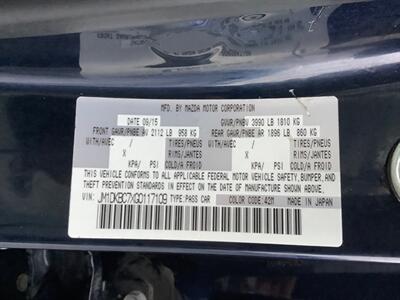 MFD. BY MAZDA MOTOR CORPORATION
DATE 09/15 GVWR/PNBV 3990 LB 1810 KG
FRONT GAWR/PNBE AV 2112 LB 958 KG REAR GAWR/PNBE AR 1896 LB 860 KG
WITH/AVEC / TIRES/PNEUS WITH/AVEC / TIRES/PNEUS
X RIMS/JANTES X RIMS/JANTES
KPA/ PSI COLD/A FROID KPA/ PSI COLD/A FROID
THIS VEHICLE CONFORMS TO ALL APPLICABLE FEDERAL MOTOR VEHICLE SAFETY, BUMPER, AND
THEFT PREVENTION STANDARDS IN EFFECT ON THE DATE OF MANUFACTURE SHOWN ABOVE.
VIN: JM1DKBC7XG0117109 TYPE:PASS CAR COLOR CODE:42M MADE IN JAPAN